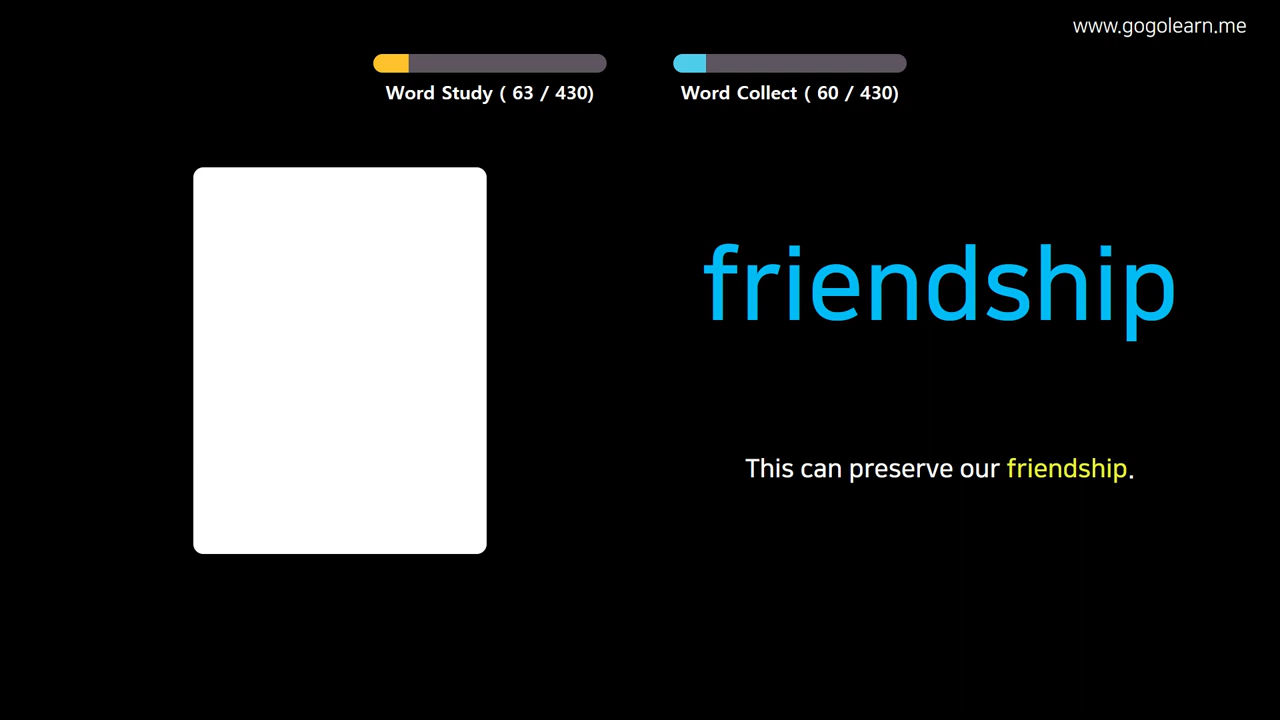 www.gogolearn.me
Word Study ( 63 / 430)
Word Collect ( 60 / 430)
friendship
This can preserve our friendship.